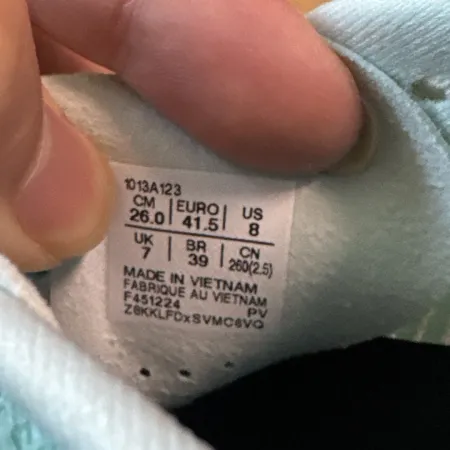 1013A123
CM | EURO | US
26.0 | 41.5 | 8
UK | BR | CN
7 | 39 | 260(2.5)
MADE IN VIETNAM
FABRIQUE AU VIETNAM
F451224 PV
Z8KKLFDxSVMC6VQ